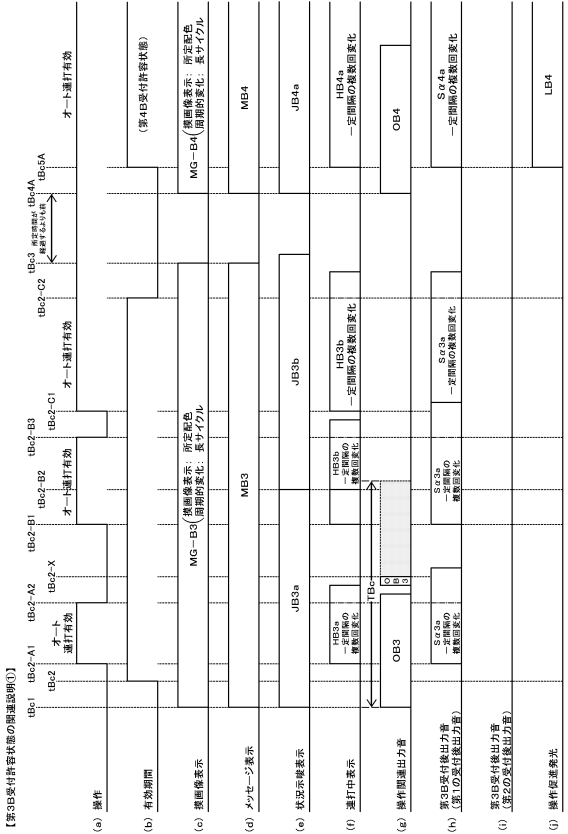 【第3B受付許容状態の関連説明①】
tBc1
tBc2
tBc2-A1
tBc2-A2
tBc2-X
tBc2-B1
tBc2-B2
tBc2-B3
tBc2-C1
tBc2-C2
tBc3
所定時間が
経過するよりも前
tBc4A
tBc5A
(a) 操作
オート
連打有効
オート連打有効
オート連打有効
オート連打有効
(b) 有効期間
(第4B受付許容状態)
(c) 摸画像表示
MG-B3(摸画像表示: 所定配色
周期的変化: 長サイクル
MG-B4(摸画像表示: 所定配色
周期的変化: 長サイクル
(d) メッセージ表示
MB3
MB4
(e) 状況示唆表示
JB3a
JB3b
JB4a
(f) 連打中表示
HB3a
一定間隔の
複数回変化
HB3b
一定間隔の
複数回変化
HB3b
一定間隔の複数回変化
HB4a
一定間隔の複数回変化
TBc
(g) 操作関連出力音
OB3
OB3
OB4
(h) 第3B受付後出力音
(第1の受付後出力音)
Sα3a
一定間隔の
複数回変化
Sα3a
一定間隔の
複数回変化
Sα3a
一定間隔の複数回変化
Sα4a
一定間隔の複数回変化
(i) 第3B受付後出力音
(第2の受付後出力音)
(j) 操作促進発光
LB4